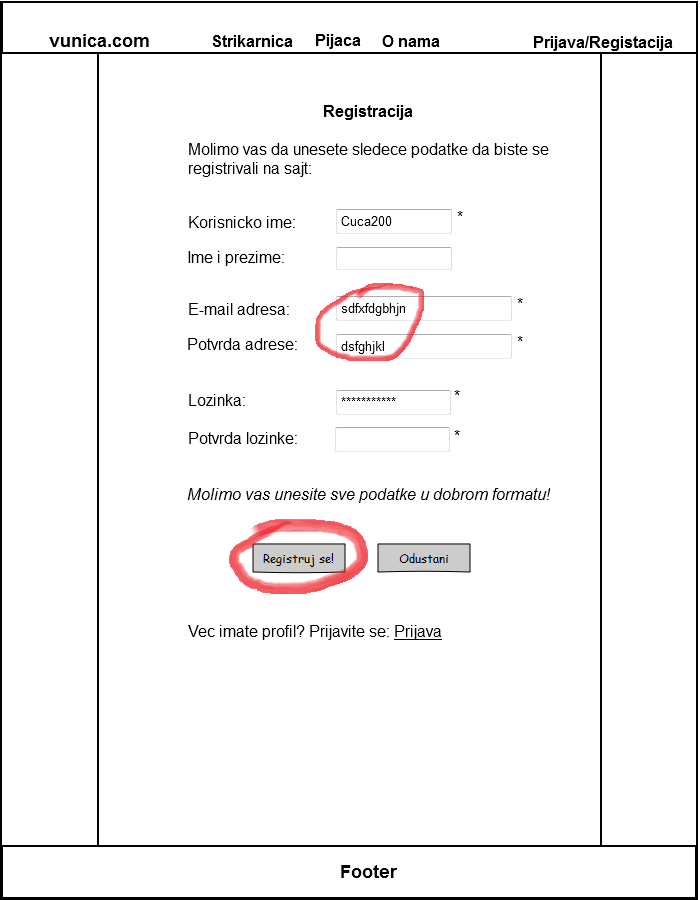 vunica.com Strikarnica Pijaca O nama Prijava/Registacija
Registracija
Molimo vas da unesete sledece podatke da biste se
registrivali na sajt:
Korisnicko ime: Cuca200 *
Ime i prezime:
E-mail adresa: sdfxfdgbhjn *
Potvrda adrese: dsfghjkl *
Lozinka: *********** *
Potvrda lozinke: *
Molimo vas unesite sve podatke u dobrom formatu!
Registruj se! Odustani
Vec imate profil? Prijavite se: Prijava
Footer